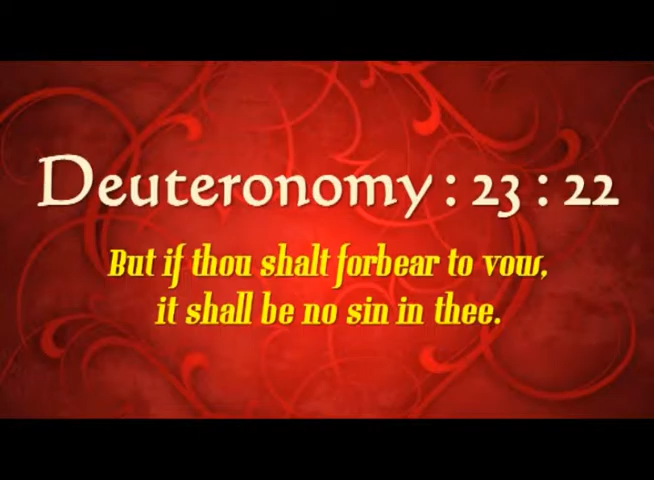 Deuteronomy : 23 : 22
But if thou shalt forbear to vow,
it shall be no sin in thee.